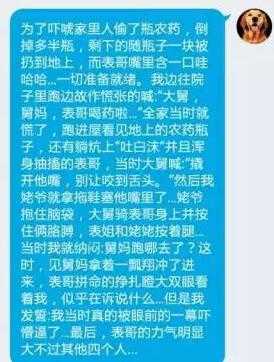 为了吓唬家里人偷了瓶农药，倒
掉多半瓶，剩下的随瓶子一块被
扔到地上，而表哥嘴里含一口哇
哈哈...一切准备就绪。我边往院
子里跑边故作慌张的喊:"大舅，
舅妈，表哥喝药啦..."全家当时就
慌了，跑进屋看见地上的农药瓶
子，还有躺炕上"吐白沫"并且浑
身抽搐的表哥，当时大舅喊:"撬
开他嘴，别让咬到舌头。"然后我
姥爷就拿拖鞋塞他嘴里了...姥爷
抱住脑袋，大舅骑表哥身上并按
住俩胳膊，表姐和姥姥按着腿...
当时我就纳闷:舅妈跑哪去了？这
时，见舅妈拿着一瓢翔冲了进
来，表哥拼命的挣扎瞪大双眼看
着我，似乎在诉说什么...但是我
发誓:我当时真的被眼前的一幕吓
懵逼了...最后，表哥的力气明显
大不过其他四个人...